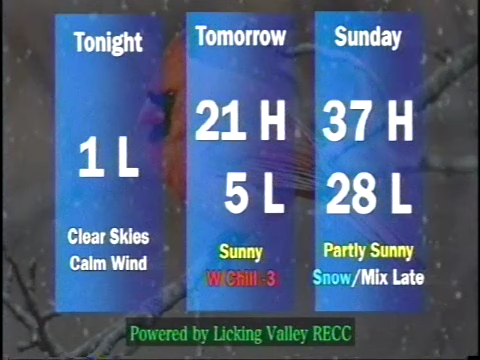 Tonight
1 L
Clear Skies
Calm Wind
Tomorrow
21 H
5 L
Sunny
W/Chill -3
Sunday
37 H
28 L
Partly Sunny
Snow/Mix Late
Powered by Licking Valley RECC